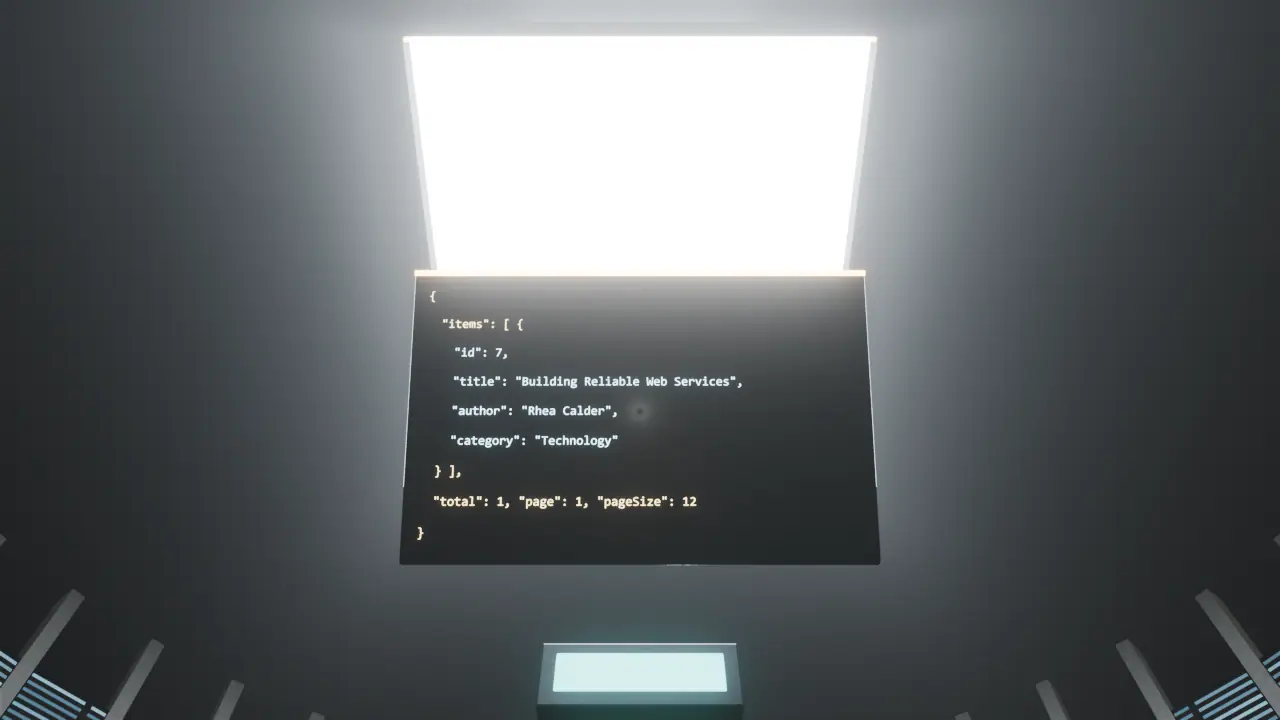 {
"items": [ {
"id": 7,
"title": "Building Reliable Web Services",
"author": "Rhea Calder",
"category": "Technology"
} ],
"total": 1, "page": 1, "pageSize": 12
}